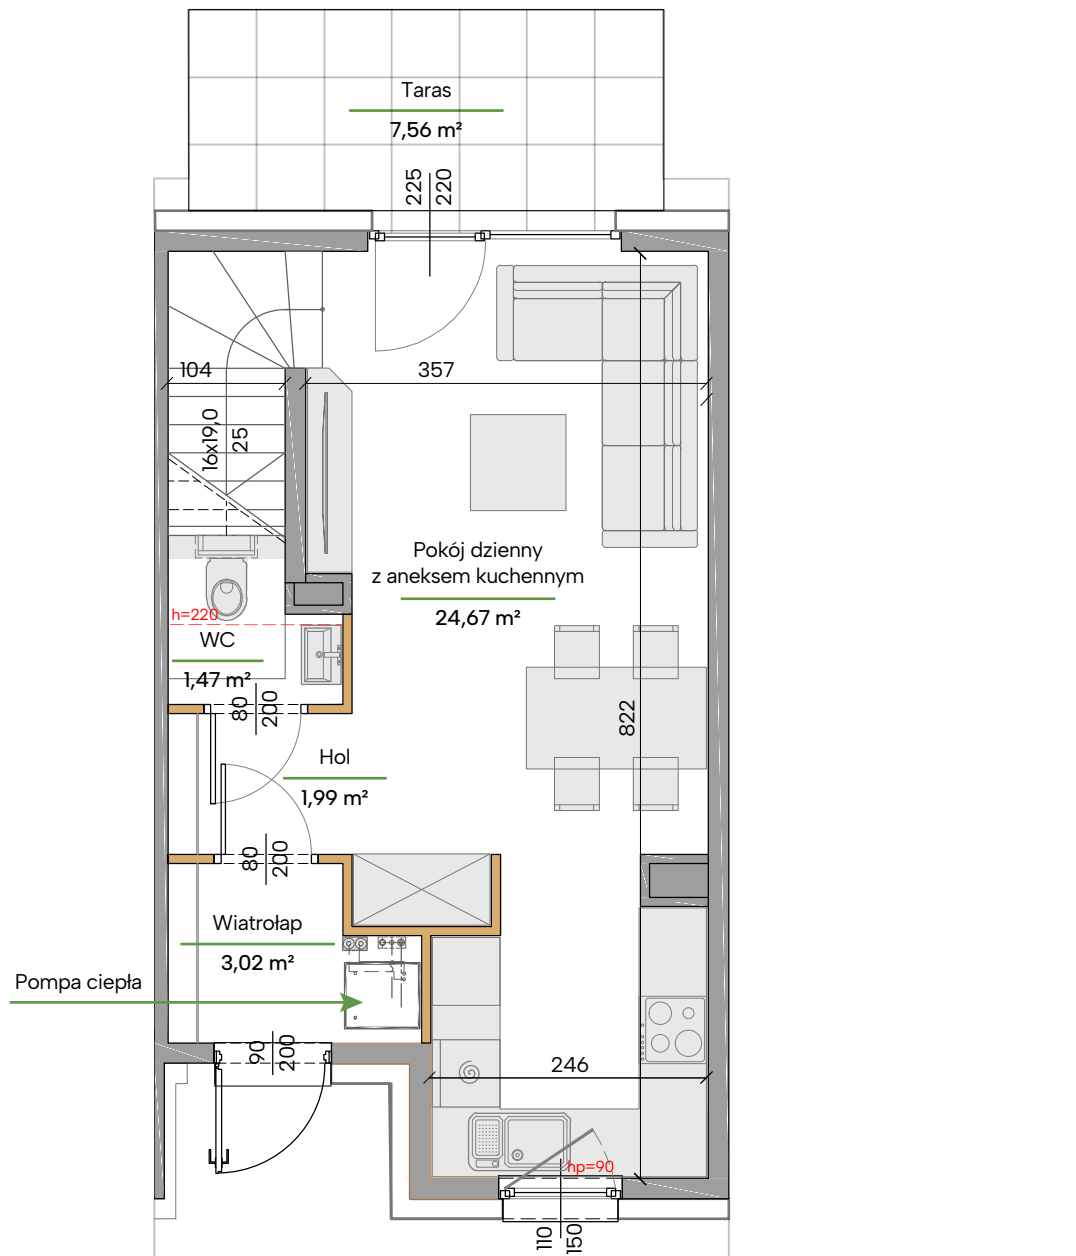 Taras
7,56 m²
225
220
104
357
16x19,0
25
Pokój dzienny
z aneksem kuchennym
24,67 m²
h=220
WC
1,47 m²
80
200
822
Hol
1,99 m²
80
200
Wiatrołap
3,02 m²
Pompa ciepła
90
200
246
hp=90
110
150